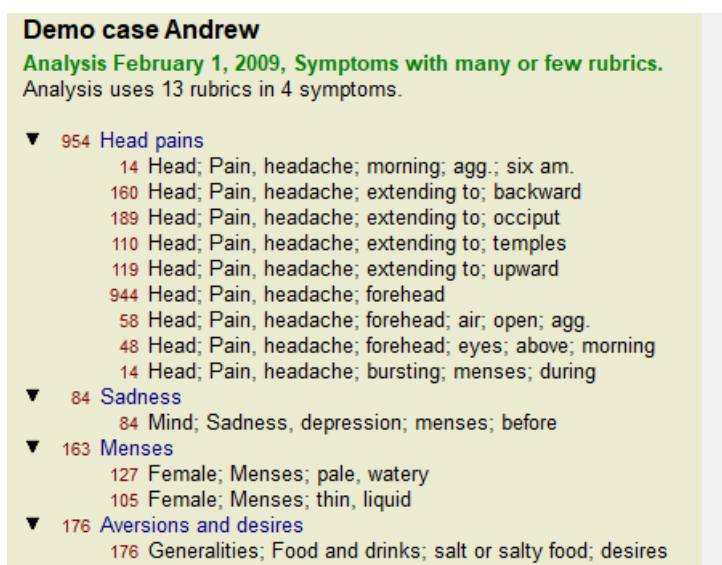 Demo case Andrew
Analysis February 1, 2009, Symptoms with many or few rubrics.
Analysis uses 13 rubrics in 4 symptoms.
▼ 954 Head pains
14 Head; Pain, headache; morning; agg.; six am.
160 Head; Pain, headache; extending to; backward
189 Head; Pain, headache; extending to; occiput
110 Head; Pain, headache; extending to; temples
119 Head; Pain, headache; extending to; upward
944 Head; Pain, headache; forehead
58 Head; Pain, headache; forehead; air; open; agg.
48 Head; Pain, headache; forehead; eyes; above; morning
14 Head; Pain, headache; bursting; menses; during
▼ 84 Sadness
84 Mind; Sadness, depression; menses; before
▼ 163 Menses
127 Female; Menses; pale, watery
105 Female; Menses; thin, liquid
▼ 176 Aversions and desires
176 Generalities; Food and drinks; salt or salty food; desires